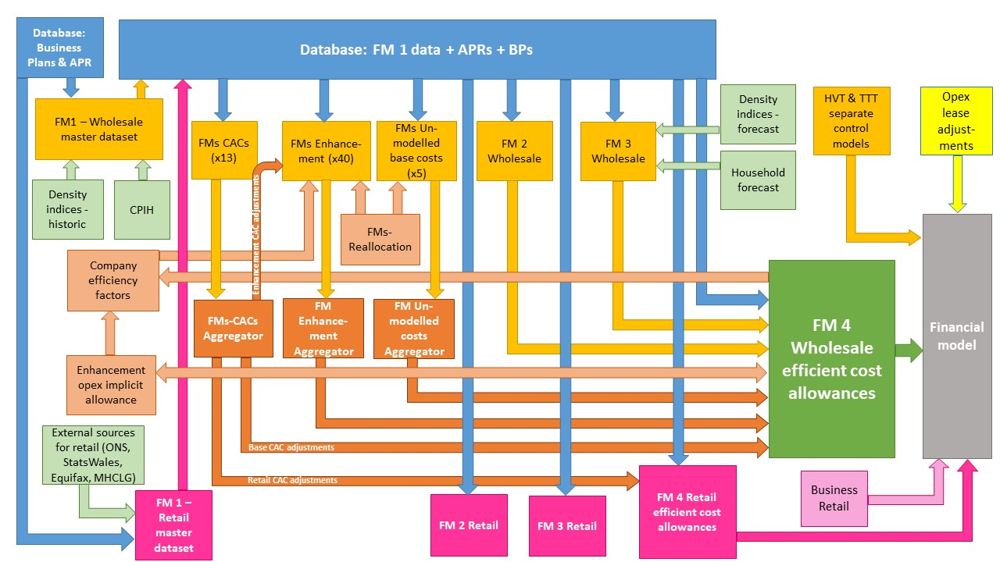 Database:
Business
Plans & APR
Database: FM 1 data + APRs + BPs
FM1 – Wholesale
master dataset
FMs CACs
(x13)
FMs Enhance-
ment (x40)
FMs Un-
modelled
base costs
(x5)
FM 2
Wholesale
FM 3
Wholesale
Density
indices -
forecast
HVT & TTT
separate
control
models
Opex
lease
adjust-
ments
Household
forecast
Density
indices -
historic
CPIH
Enhancement CAC adjustments
FMs-
Reallocation
Company
efficiency
factors
FMs-CACs
Aggregator
FM
Enhance-
ment
Aggregator
FM Un-
modelled
costs
Aggregator
FM 4
Wholesale
efficient cost
allowances
Financial
model
Enhancement
opex implicit
allowance
External sources
for retail (ONS,
StatsWales,
Equifax, MHCLG)
Base CAC adjustments
Retail CAC adjustments
FM 1 –
Retail
master
dataset
FM 2 Retail
FM 3 Retail
FM 4 Retail
efficient cost
allowances
Business
Retail